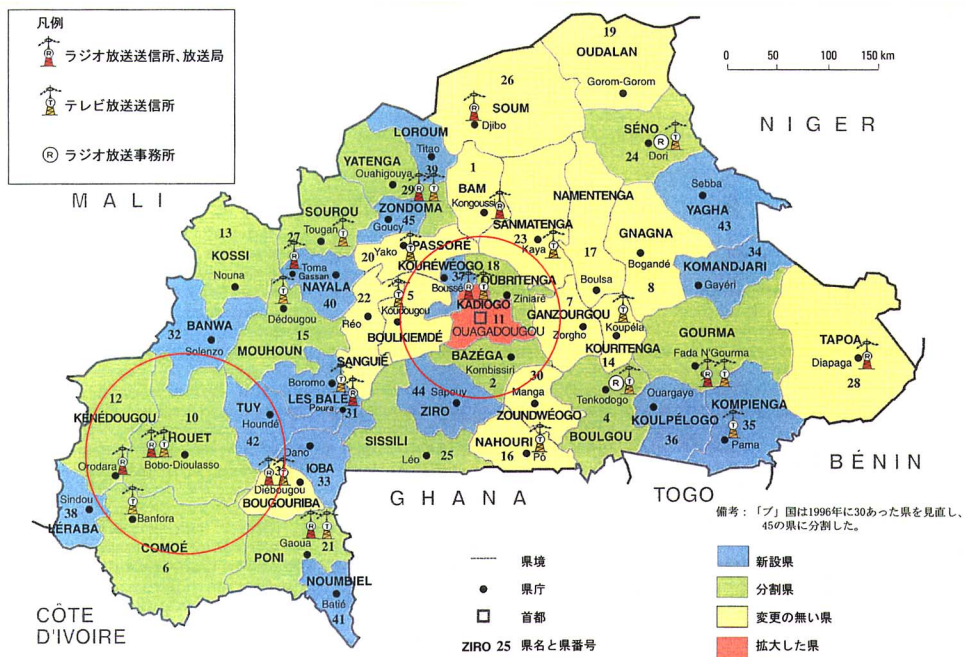 凡例
ラジオ放送送信所、放送局
テレビ放送送信所
ラジオ放送事務所
0 50 100 150 km
19
OUDALAN
Gorom-Gorom
26
SOUM
Djibo
NIGER
MALI
LOROUM
Titao
39
SÉNO
24
Dori
YATENGA
Ouahigouya
29
1
BAM
Kongoussi
NAMENTENGA
Sebba
YAGHA
43
ZONDOMA
45
Goucy
SOUROU
Tougan
27
SANMATENGA
23
Kaya
GNAGNA
Bogandé
8
34
KOMANDJARI
Gayéri
13
KOSSI
Nouna
20
Yako
PASSORÉ
17
Boulsa
Toma
Gassan
NAYALA
40
KOURÉWÉOGO
37
Boussé
18
OUBRITENGA
Ziniaré
22
Réo
5
Koudougou
BOULKIEMDÉ
KADIOGO
11
OUAGADOUGOU
7
GANZOURGOU
Zorgho
Koupéla
KOURITENGA
14
Dédougou
15
MOUHOUN
BANWA
32
Solenzo
SANGUIÉ
BAZÉGA
Kombissiri
2
GOURMA
Fada N'Gourma
TAPOA
Diapaga
28
Boromo
LES BALÉ
Poura
31
44
Sapouy
ZIRO
30
Manga
ZOUNDWÉOGO
Tenkodogo
4
BOULGOU
Ouargaye
KOULPÉLOGO
36
KOMPIENGA
35
Pama
12
KÉNÉDOUGOU
10
HOUET
Bobo-Dioulasso
Orodara
TUY
Houndé
42
Dano
IOBA
33
SISSILI
Léo
25
NAHOURI
16
Pô
BÉNIN
3
Diébougou
BOUGOURIBA
GHANA
TOGO
Sindou
38
LÉRABA
Banfora
COMOÉ
6
Gaoua
21
PONI
NOUMBIEL
Batié
41
CÔTE
D'IVOIRE
備考：「ブ」国は1996年に30あった県を見直し、
45の県に分割した。
県境
県庁
首都
ZIRO 25 県名と県番号
新設県
分割県
変更の無い県
拡大した県